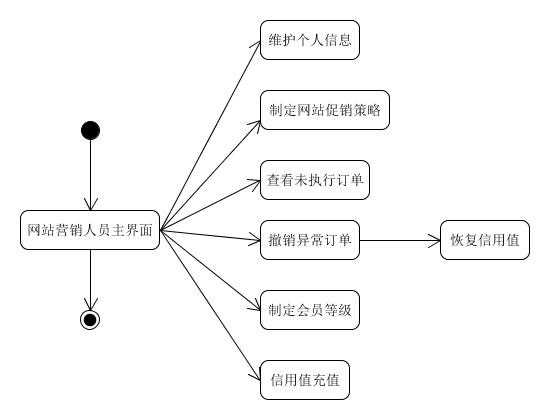 维护个人信息
制定网站促销策略
查看未执行订单
网站营销人员主界面
撤销异常订单
恢复信用值
制定会员等级
信用值充值